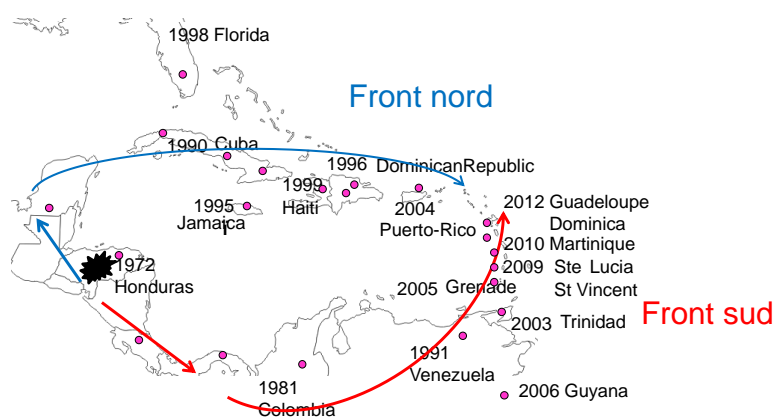 1998 Florida
Front nord
1990 Cuba
1996 DominicanRepublic
1999
Haiti
1995
Jamaica
2004
Puerto-Rico
2012 Guadeloupe
Dominica
2010 Martinique
2009 Ste Lucia
St Vincent
2005 Grenade
1972
Honduras
2003 Trinidad
Front sud
1991
Venezuela
1981
Colombia
2006 Guyana